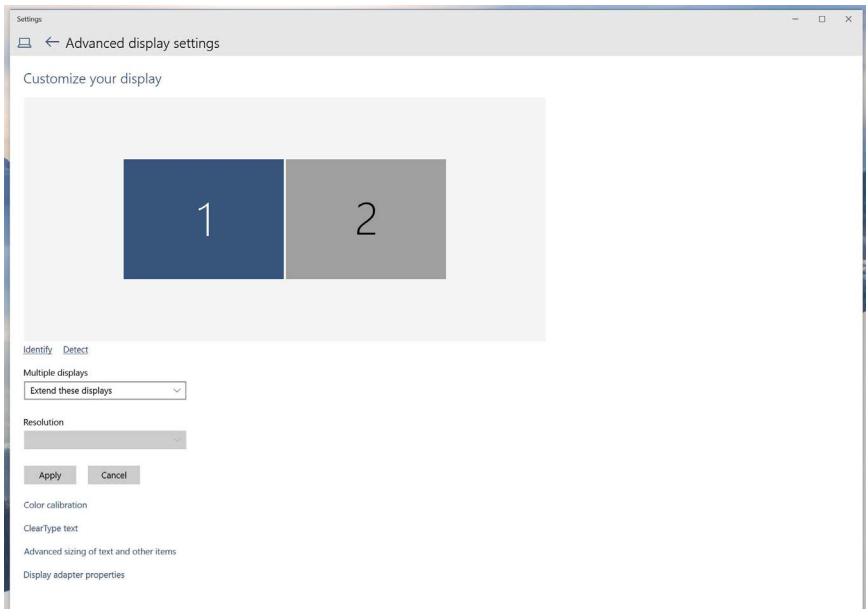 Settings
Advanced display settings
Customize your display
1 2
Identify Detect
Multiple displays
Extend these displays
Resolution
Apply Cancel
Color calibration
ClearType text
Advanced sizing of text and other items
Display adapter properties